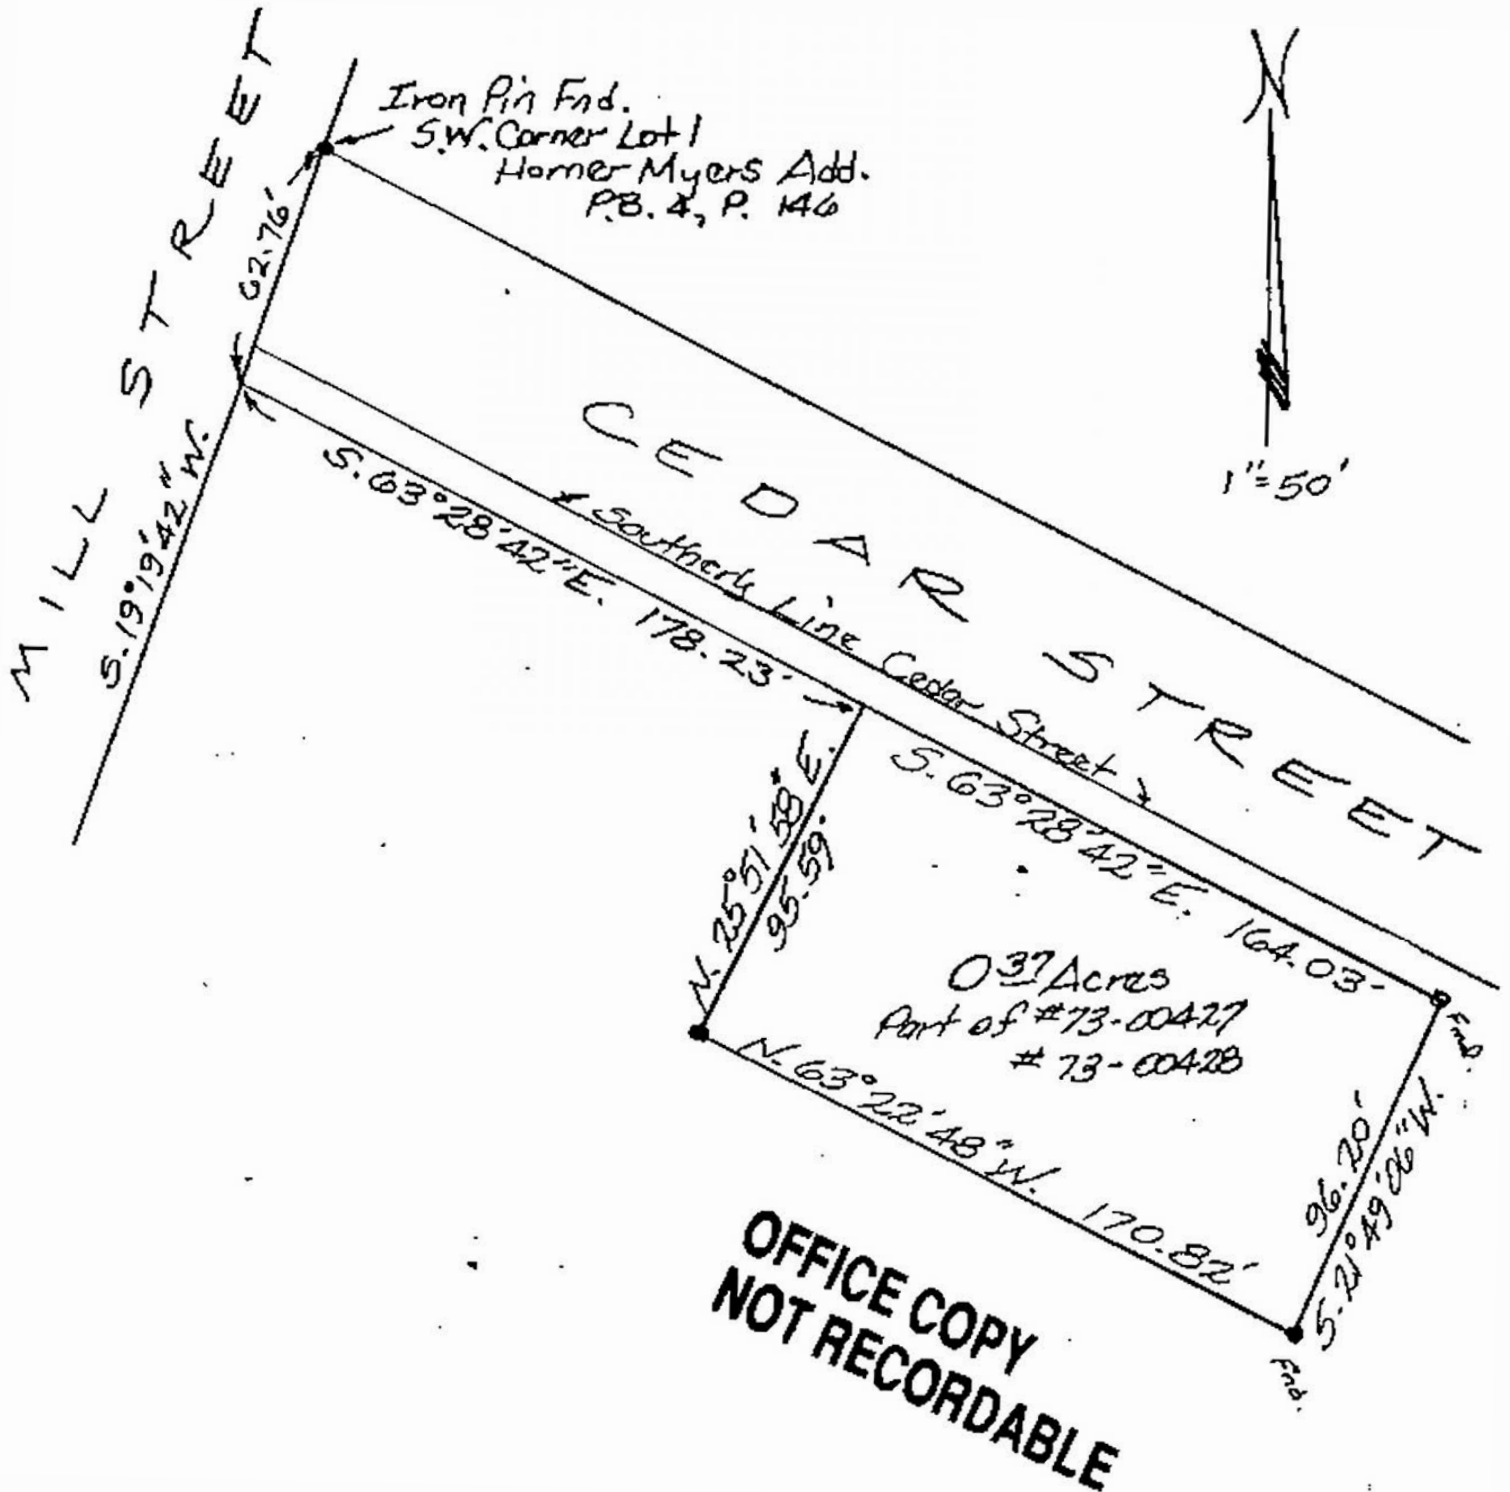 MILL STREET
Iron Pin Fnd.
S.W. Corner Lot 1
Homer Myers Add.
P.B. 4, P. 146
N
1"=50'
62.76'
S. 19°19'42" W.
CEDAR STREET
Southerly Line Cedar Street
S. 63°28'42" E. 178.23'
S. 63°28'42" E. 164.03'
N. 25°51'58" E.
95.59'
0.37 Acres
Part of #73-00427
#73-00428
Fnd.
96.20'
S. 21°49'06" W.
N. 63°22'48" W. 170.82'
Fnd.
OFFICE COPY
NOT RECORDABLE